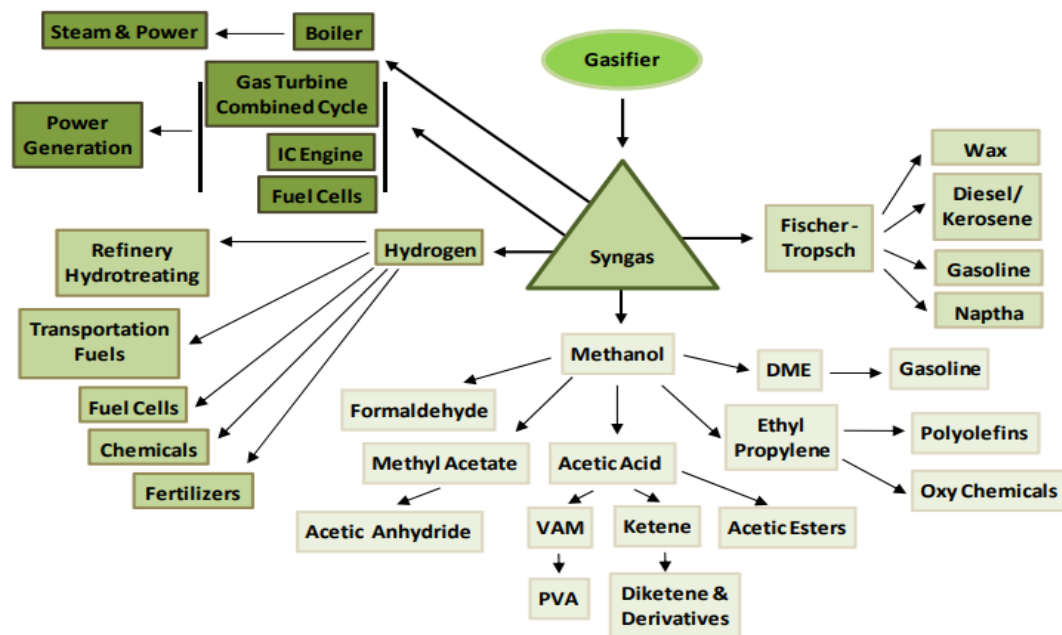 Steam & Power
Boiler
Gasifier
Gas Turbine
Combined Cycle
Power
Generation
IC Engine
Fuel Cells
Wax
Diesel/
Kerosene
Fischer -
Tropsch
Gasoline
Naptha
Syngas
Hydrogen
Refinery
Hydrotreating
Transportation
Fuels
Fuel Cells
Chemicals
Fertilizers
Methanol
DME
Gasoline
Formaldehyde
Ethyl
Propylene
Polyolefins
Oxy Chemicals
Methyl Acetate
Acetic Acid
Acetic Anhydride
VAM
Ketene
Acetic Esters
PVA
Diketene &
Derivatives